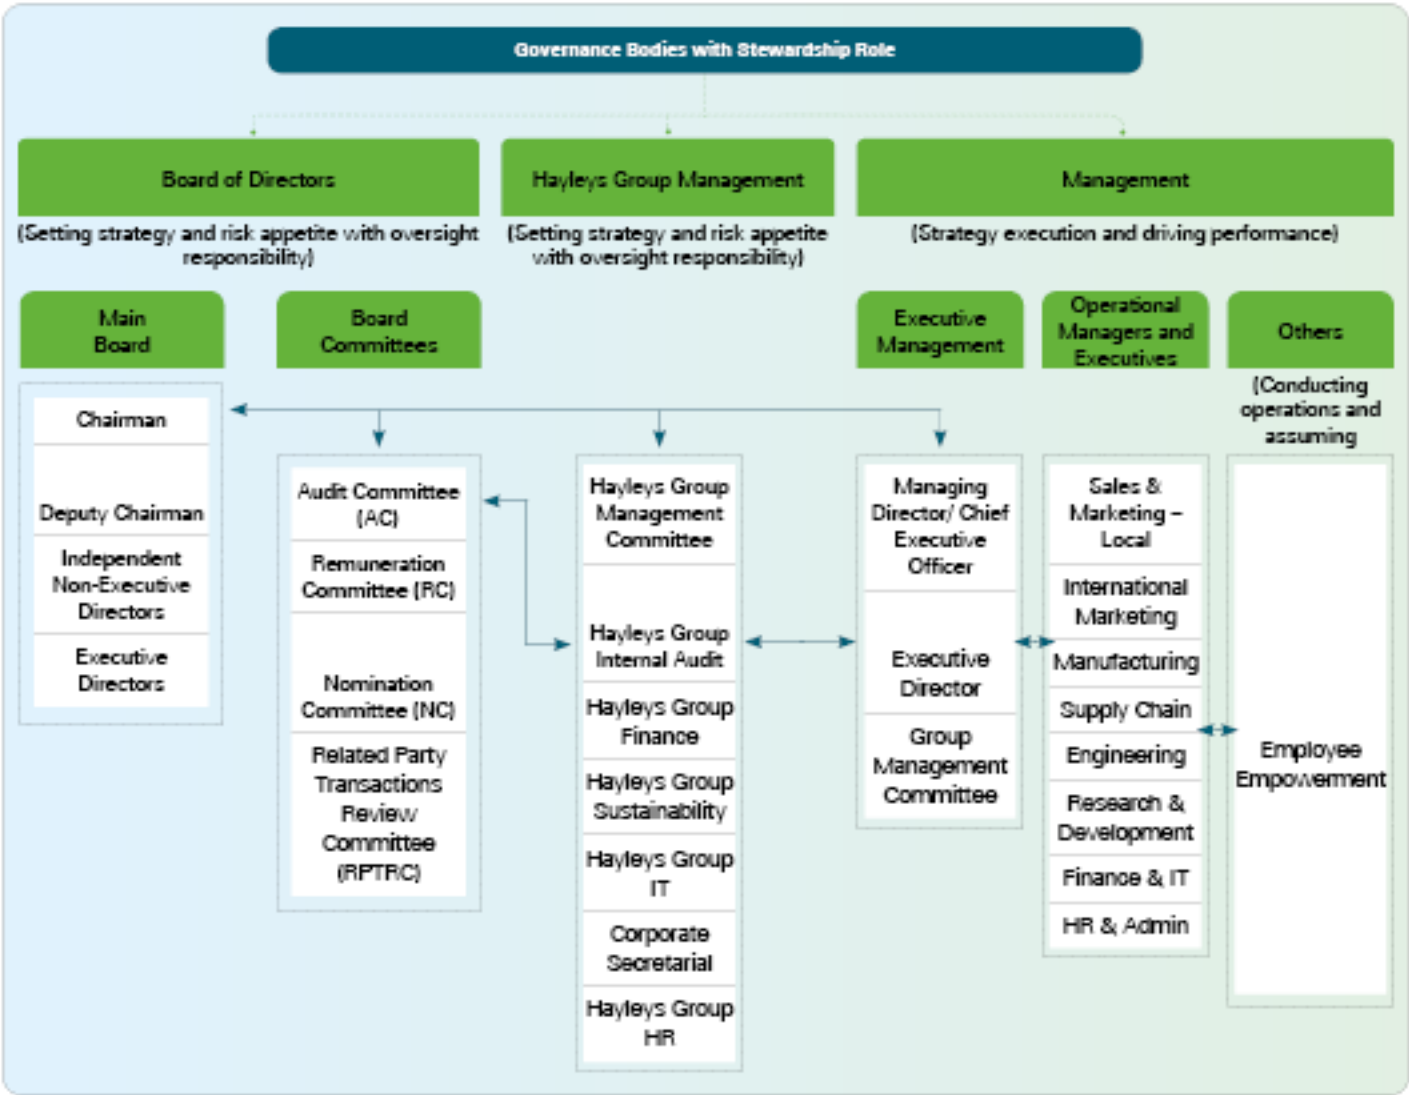 Governance Bodies with Stewardship Role
Board of Directors
(Setting strategy and risk appetite with oversight
responsibility)
Hayleys Group Management
(Setting strategy and risk appetite
with oversight responsibility)
Management
(Strategy execution and driving performance)
Main
Board
Chairman
Deputy Chairman
Independent
Non-Executive
Directors
Executive
Directors
Board
Committees
Audit Committee
(AC)
Remuneration
Committee (RC)
Nomination
Committee (NC)
Related Party
Transactions
Review
Committee
(RPTRC)
Hayleys Group
Management
Committee
Hayleys Group
Internal Audit
Hayleys Group
Finance
Hayleys Group
Sustainability
Hayleys Group
IT
Corporate
Secretarial
Hayleys Group
HR
Executive
Management
Managing
Director/ Chief
Executive
Officer
Executive
Director
Group
Management
Committee
Operational
Managers and
Executives
Sales &
Marketing –
Local
International
Marketing
Manufacturing
Supply Chain
Engineering
Research &
Development
Finance & IT
HR & Admin
Others
(Conducting
operations and
assuming
Employee
Empowerment